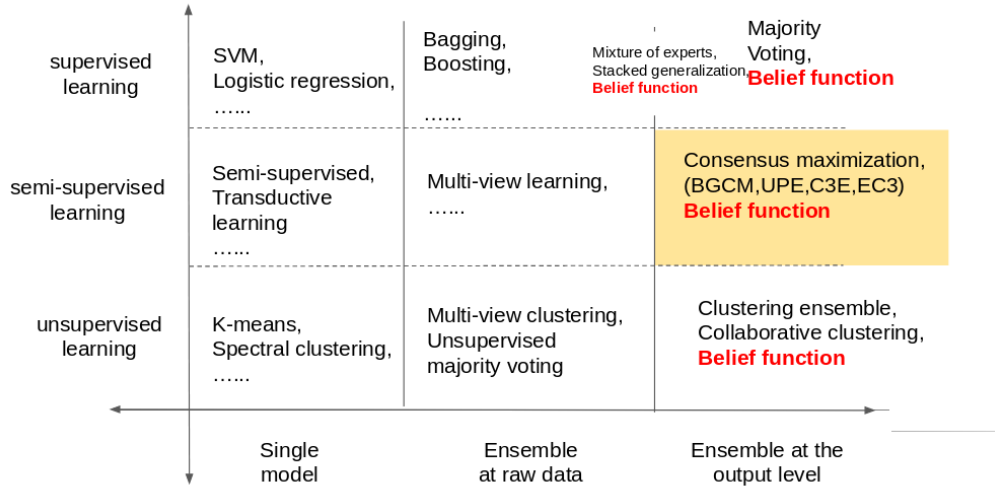 supervised
learning
SVM,
Logistic regression,
…...
Bagging,
Boosting,
…...
Mixture of experts,
Stacked generalization,
Belief function
Majority
Voting,
Belief function
semi-supervised
learning
Semi-supervised,
Transductive
learning
…...
Multi-view learning,
…...
Consensus maximization,
(BGCM,UPE,C3E,EC3)
Belief function
unsupervised
learning
K-means,
Spectral clustering,
…...
Multi-view clustering,
Unsupervised
majority voting
Clustering ensemble,
Collaborative clustering,
Belief function
Single
model
Ensemble
at raw data
Ensemble at the
output level